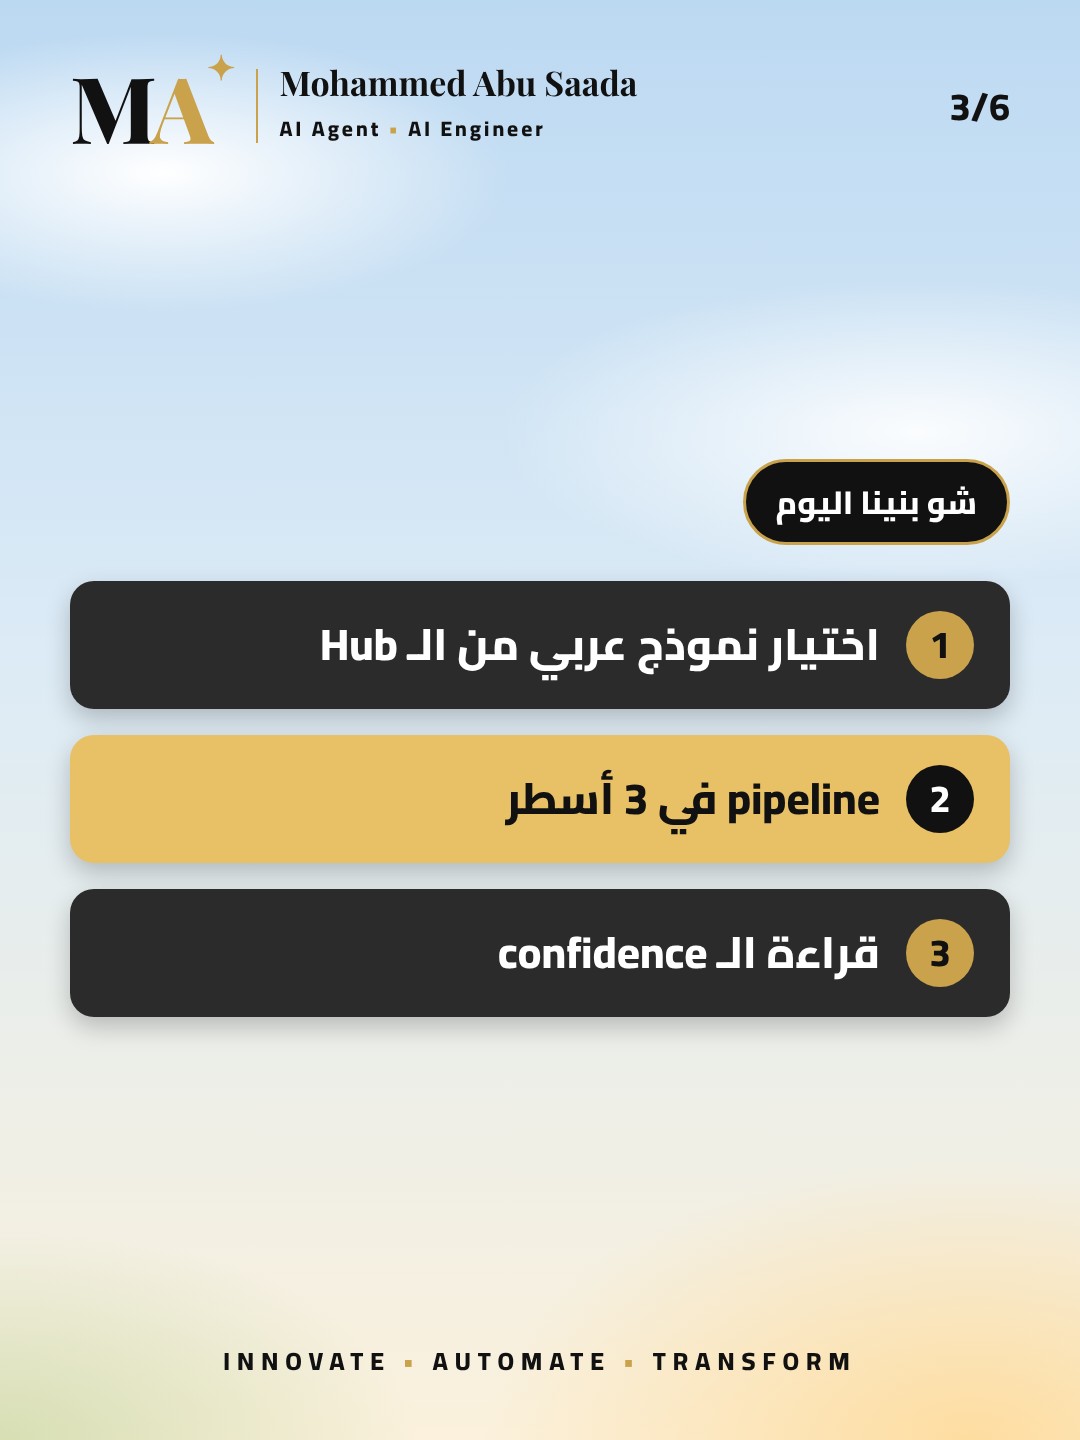 MA
Mohammed Abu Saada
AI Agent ▪ AI Engineer
3/6
شو بنينا اليوم
1 اختيار نموذج عربي من الـ Hub
2 pipeline في 3 أسطر
3 قراءة الـ confidence
INNOVATE ▪ AUTOMATE ▪ TRANSFORM